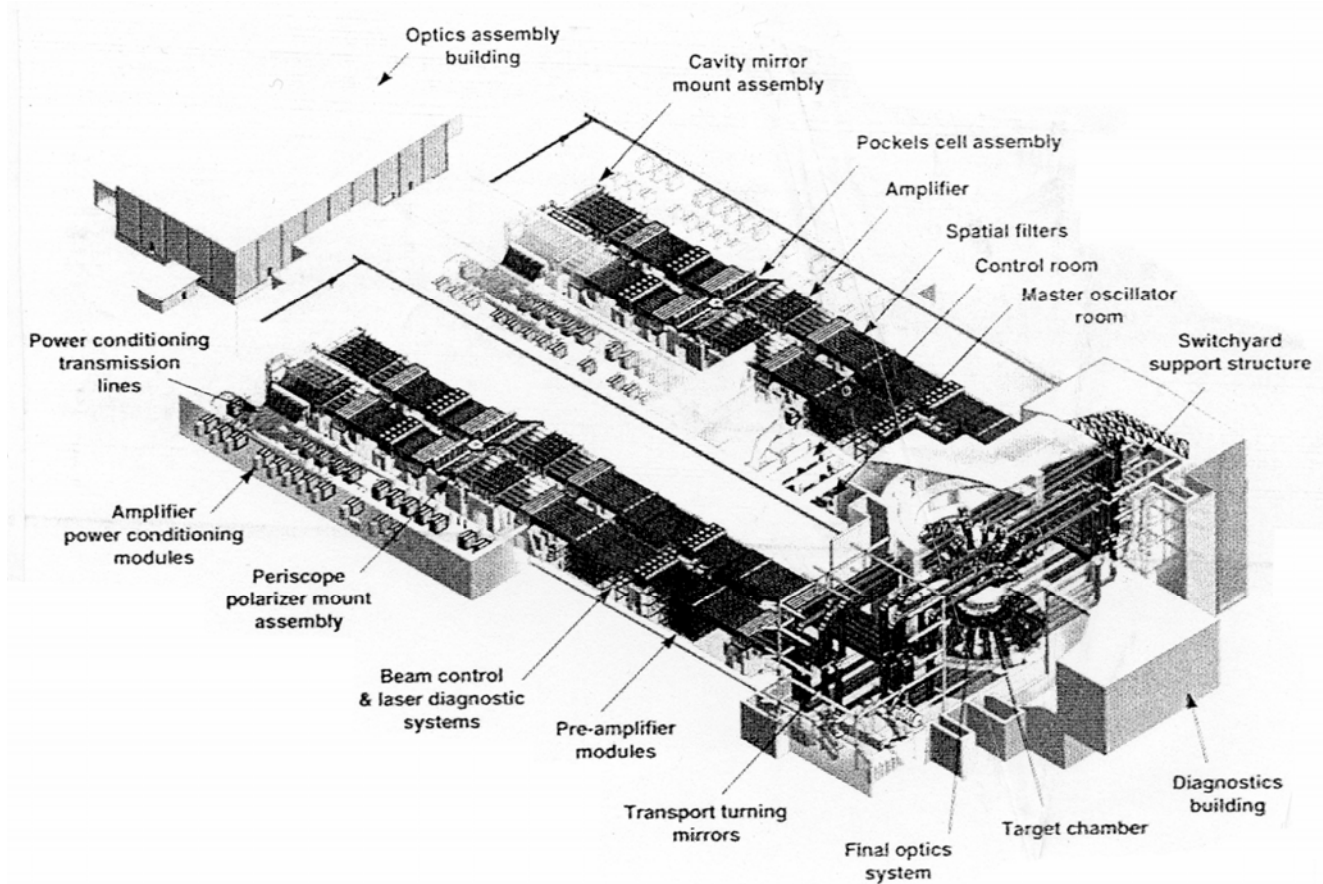 Optics assembly
building
Cavity mirror
mount assembly
Pockels cell assembly
Amplifier
Spatial filters
Control room
Master oscillator
room
Switchyard
support structure
Power conditioning
transmission
lines
Amplifier
power conditioning
modules
Periscope
polarizer mount
assembly
Beam control
& laser diagnostic
systems
Pre-amplifier
modules
Transport turning
mirrors
Final optics
system
Target chamber
Diagnostics
building